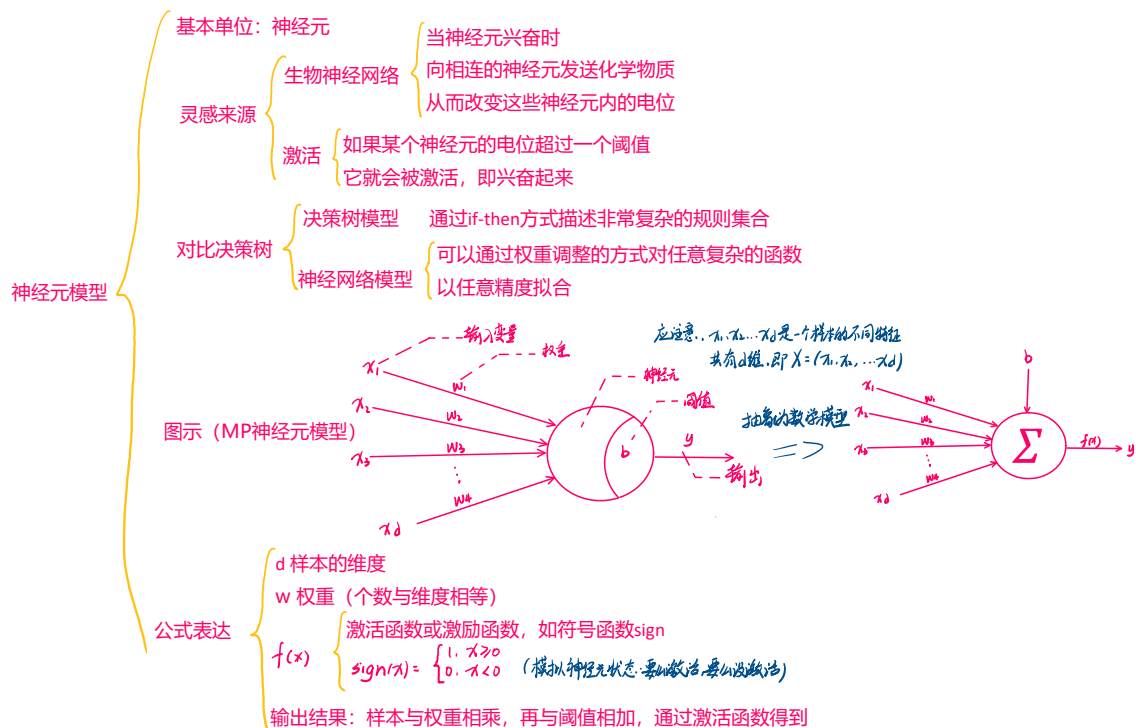 神经元模型
基本单位：神经元
灵感来源
生物神经网络
当神经元兴奋时
向相连的神经元发送化学物质
从而改变这些神经元内的电位
激活
如果某个神经元的电位超过一个阈值
它就会被激活，即兴奋起来
对比决策树
决策树模型
通过if-then方式描述非常复杂的规则集合
神经网络模型
可以通过权重调整的方式对任意复杂的函数
以任意精度拟合
图示（MP神经元模型）
输入变量
权重
神经元
阈值
x₁
x₂
x₃
xd
w₁
w₂
w₃
⋮
w₄
b
y
输出
应注意，x₁,x₂…xd是一个样本的不同特征
共有d维，即X=(x₁,x₂,…xd)
抽象为数学模型
=>
b
x₁
x₂
x₃
xd
w₁
w₂
w₃
⋮
w₄
Σ
f(x)
y
公式表达
d 样本的维度
w 权重（个数与维度相等）
f(x)
激活函数或激励函数，如符号函数sign
sign(x)= { 1, x≥0
0, x<0 （模拟神经元状态:要么激活,要么没激活）
输出结果：样本与权重相乘，再与阈值相加，通过激活函数得到